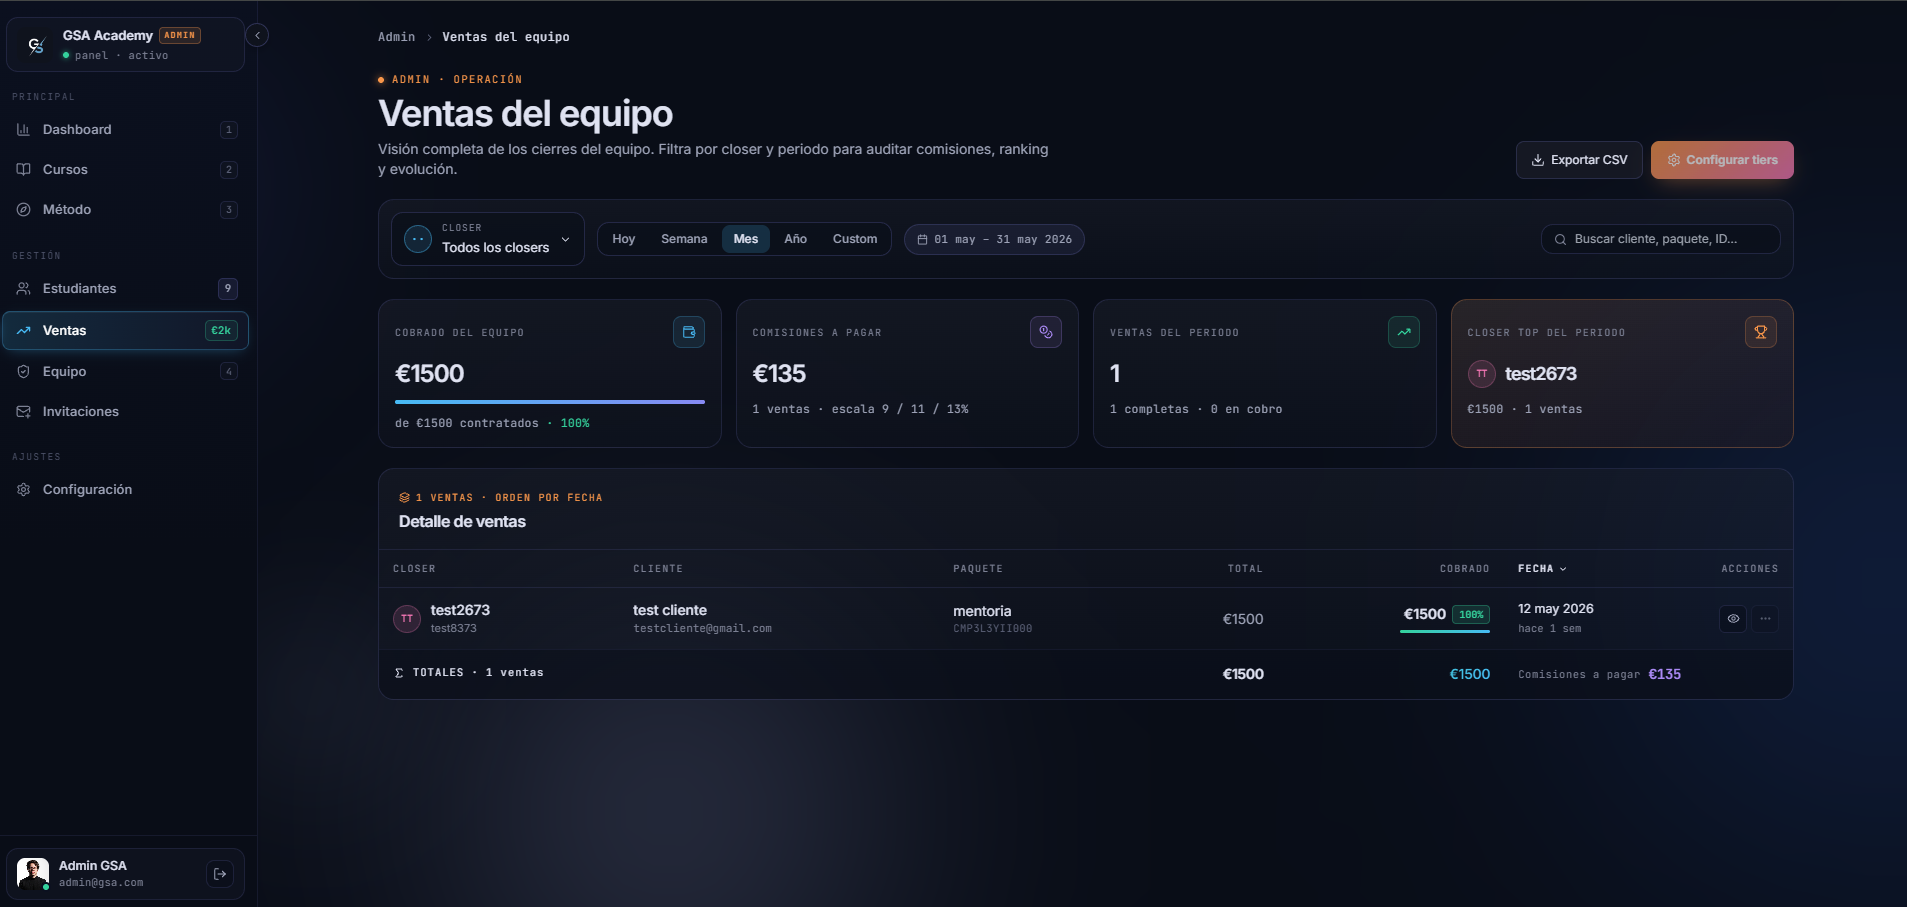 GSA Academy ADMIN
panel · activo
PRINCIPAL
Dashboard 1
Cursos 2
Método 3
GESTIÓN
Estudiantes 9
Ventas €2k
Equipo 4
Invitaciones
AJUSTES
Configuración
Admin GSA
admin@gsa.com
Admin > Ventas del equipo
ADMIN · OPERACIÓN
Ventas del equipo
Visión completa de los cierres del equipo. Filtra por closer y periodo para auditar comisiones, ranking
y evolución.
Exportar CSV
Configurar tiers
CLOSER
Todos los closers
Hoy Semana Mes Año Custom
01 may – 31 may 2026
Buscar cliente, paquete, ID...
COBRADO DEL EQUIPO
€1500
de €1500 contratados · 100%
COMISIONES A PAGAR
€135
1 ventas · escala 9 / 11 / 13%
VENTAS DEL PERIODO
1
1 completas · 0 en cobro
CLOSER TOP DEL PERIODO
TT test2673
€1500 · 1 ventas
1 VENTAS · ORDEN POR FECHA
Detalle de ventas
CLOSER CLIENTE PAQUETE TOTAL COBRADO FECHA ACCIONES
TT test2673 test cliente mentoria €1500 €1500 100% 12 may 2026
test8373 testcliente@gmail.com CMP3L3YII000 hace 1 sem
Σ TOTALES · 1 ventas €1500 €1500 Comisiones a pagar €135